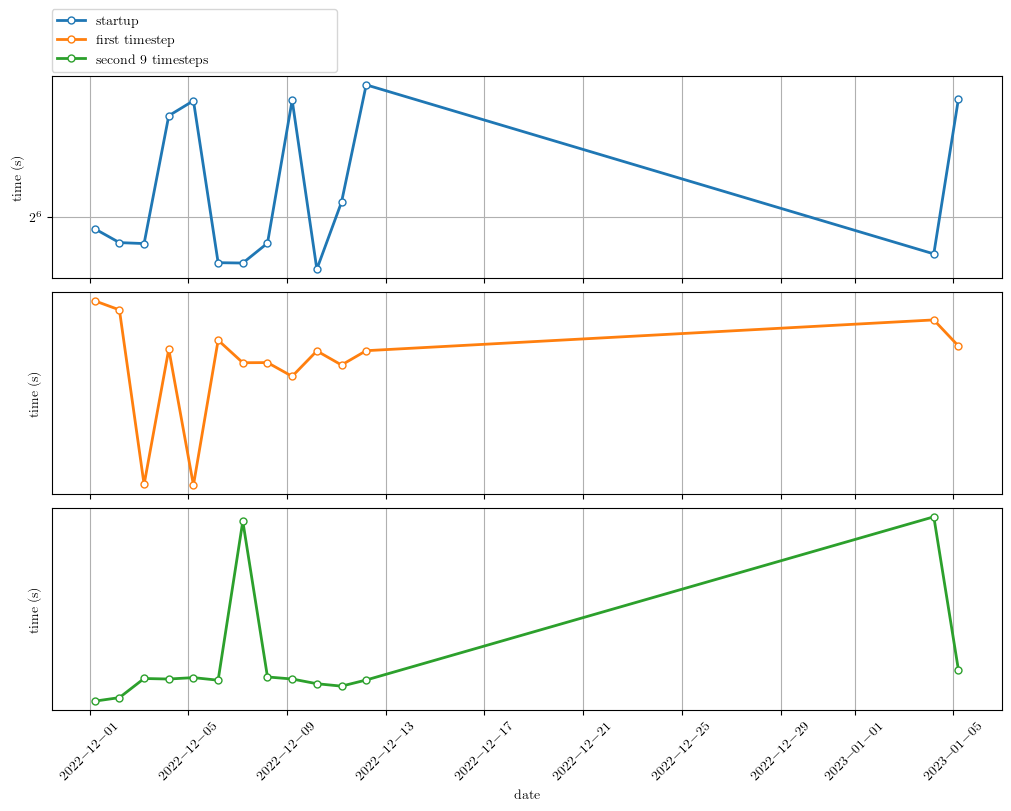 startup
first timestep
second 9 timesteps
time (s)
2^6
time (s)
time (s)
2022−12−01
2022−12−05
2022−12−09
2022−12−13
2022−12−17
2022−12−21
2022−12−25
2022−12−29
2023−01−01
2023−01−05
date